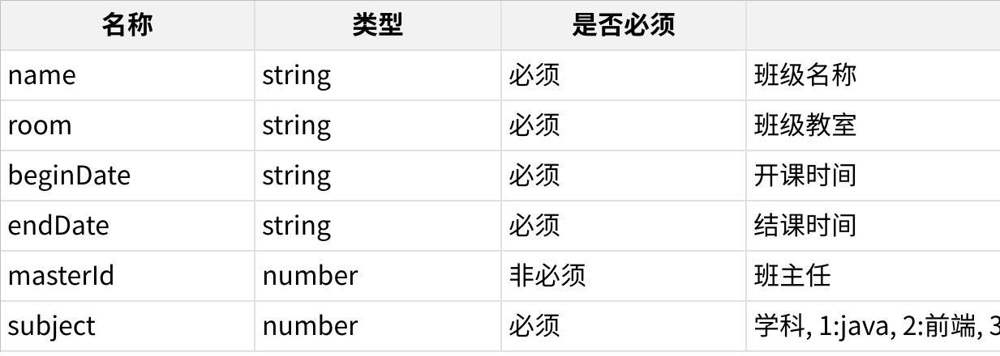 名称 类型 是否必须
name string 必须 班级名称
room string 必须 班级教室
beginDate string 必须 开课时间
endDate string 必须 结课时间
masterId number 非必须 班主任
subject number 必须 学科, 1:java, 2:前端, 3